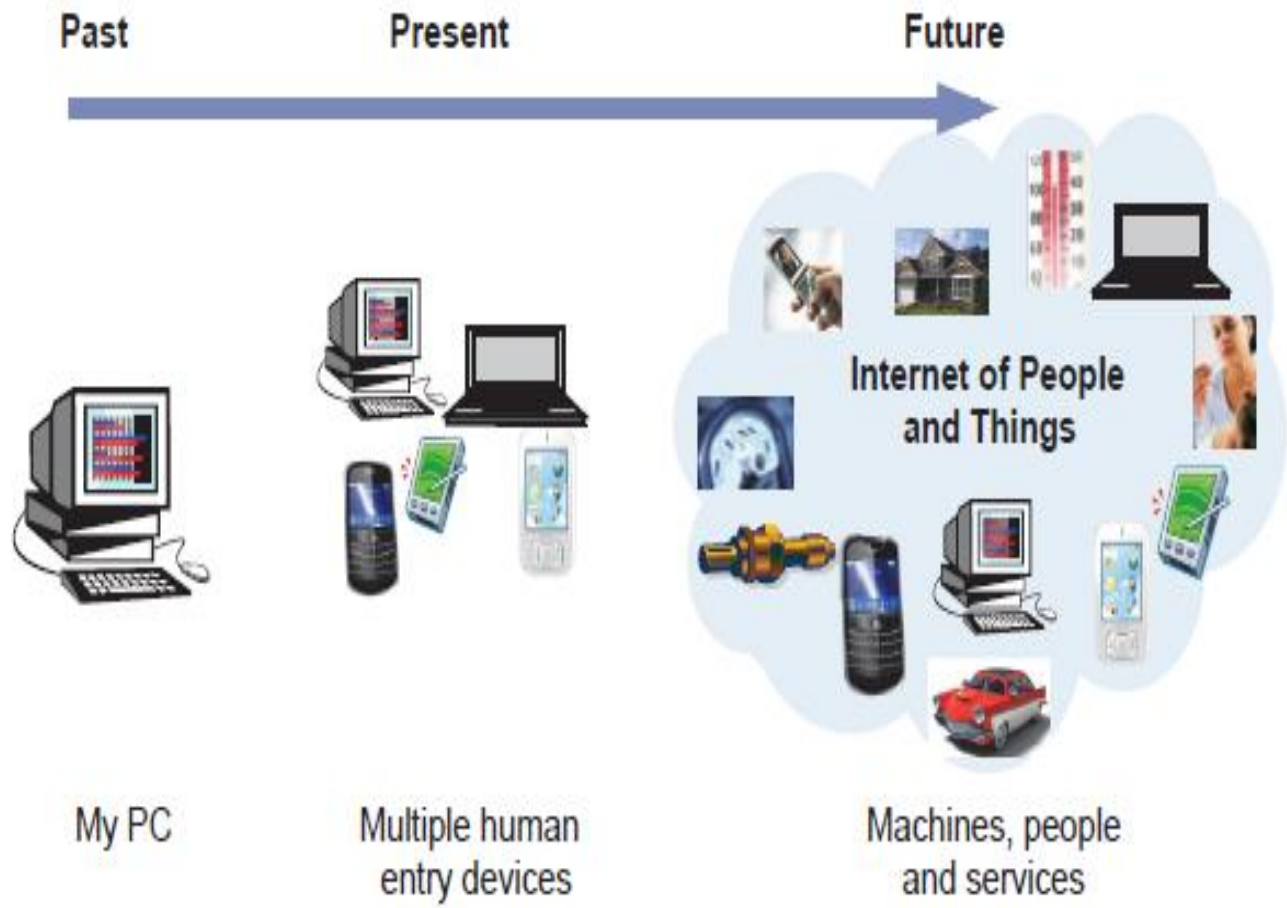 Past
Present
Future
Internet of People
and Things
My PC
Multiple human
entry devices
Machines, people
and services